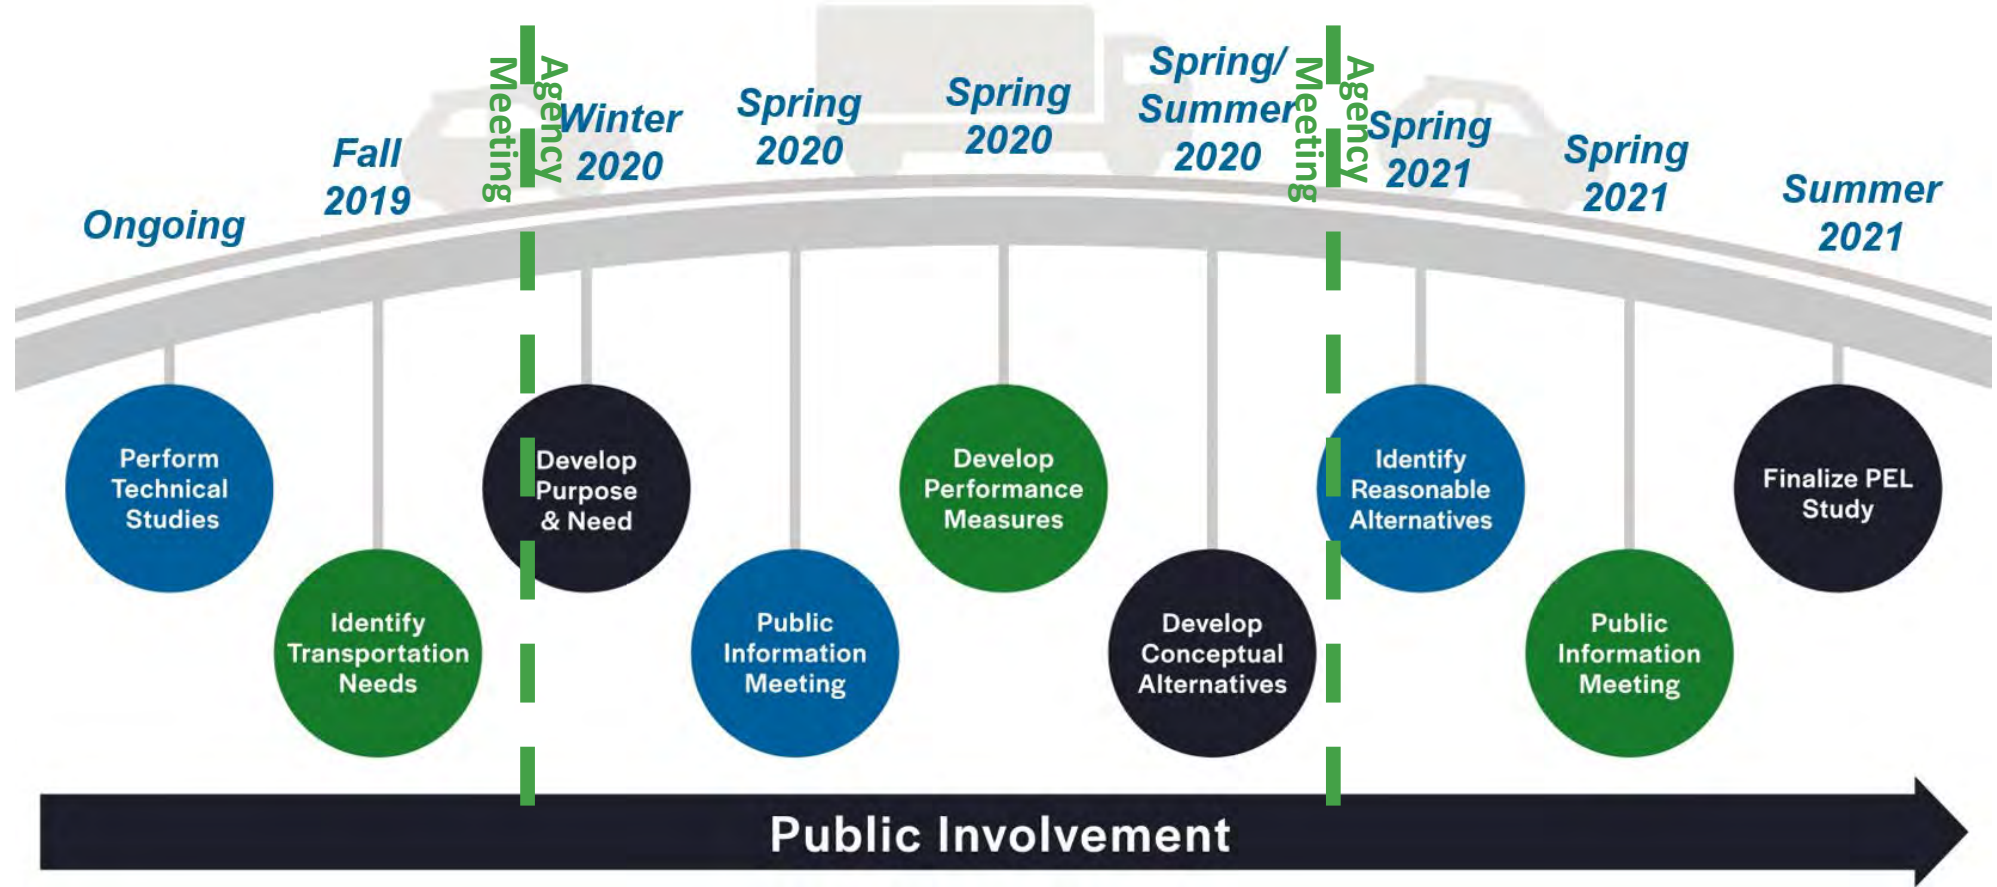 Ongoing
Fall
2019
Agency
Meeting
Winter
2020
Spring
2020
Spring
2020
Spring/
Summer
2020
Agency
Meeting
Spring
2021
Spring
2021
Summer
2021
Perform
Technical
Studies
Identify
Transportation
Needs
Develop
Purpose
& Need
Public
Information
Meeting
Develop
Performance
Measures
Develop
Conceptual
Alternatives
Identify
Reasonable
Alternatives
Public
Information
Meeting
Finalize PEL
Study
Public Involvement